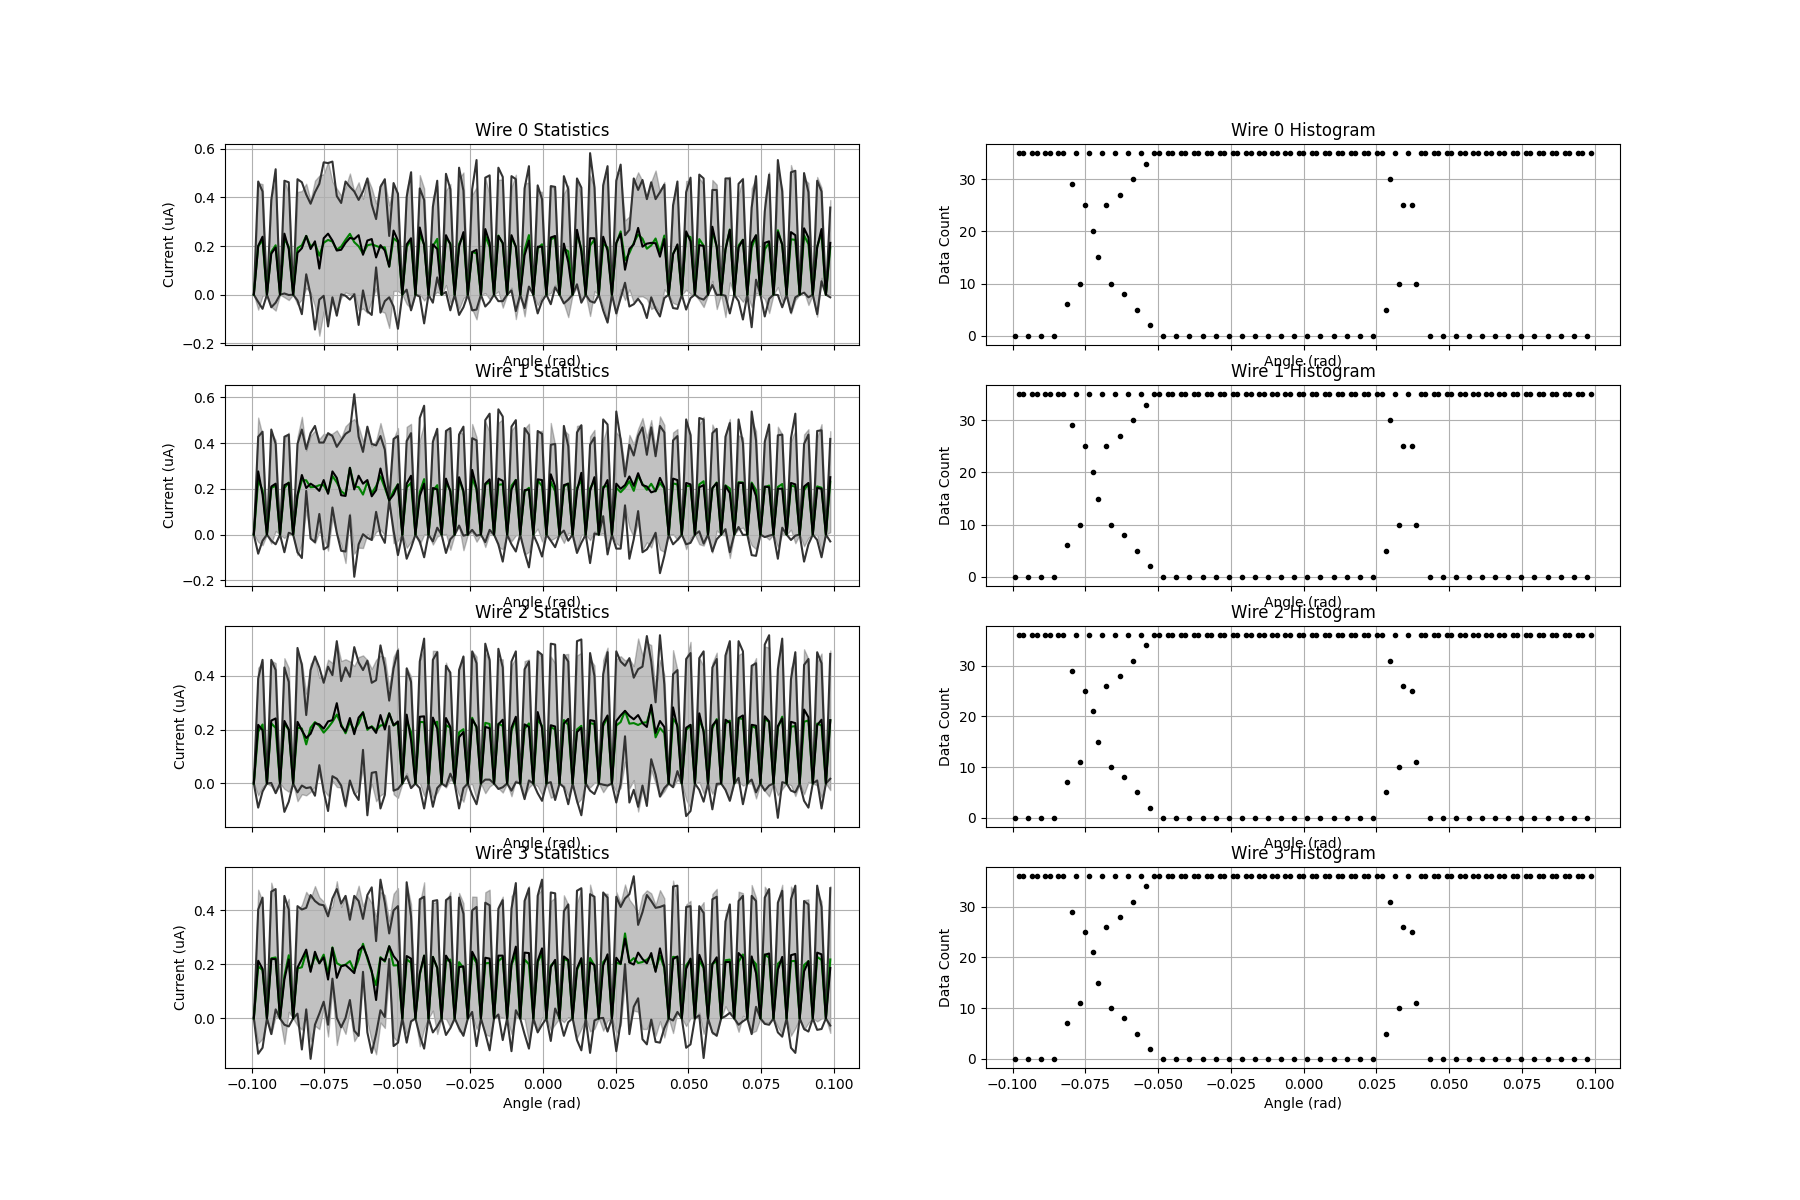 Wire 0 Statistics
0.6
0.4
0.2
0.0
−0.2
Current (uA)
Angle (rad)
Wire 0 Histogram
30
20
10
0
Data Count
Angle (rad)
Wire 1 Statistics
0.6
0.4
0.2
0.0
−0.2
Current (uA)
Angle (rad)
Wire 1 Histogram
30
20
10
0
Data Count
Angle (rad)
Wire 2 Statistics
0.4
0.2
0.0
Current (uA)
Angle (rad)
Wire 2 Histogram
30
20
10
0
Data Count
Angle (rad)
Wire 3 Statistics
0.4
0.2
0.0
Current (uA)
−0.100 −0.075 −0.050 −0.025 0.000 0.025 0.050 0.075 0.100
Angle (rad)
Wire 3 Histogram
30
20
10
0
Data Count
−0.100 −0.075 −0.050 −0.025 0.000 0.025 0.050 0.075 0.100
Angle (rad)